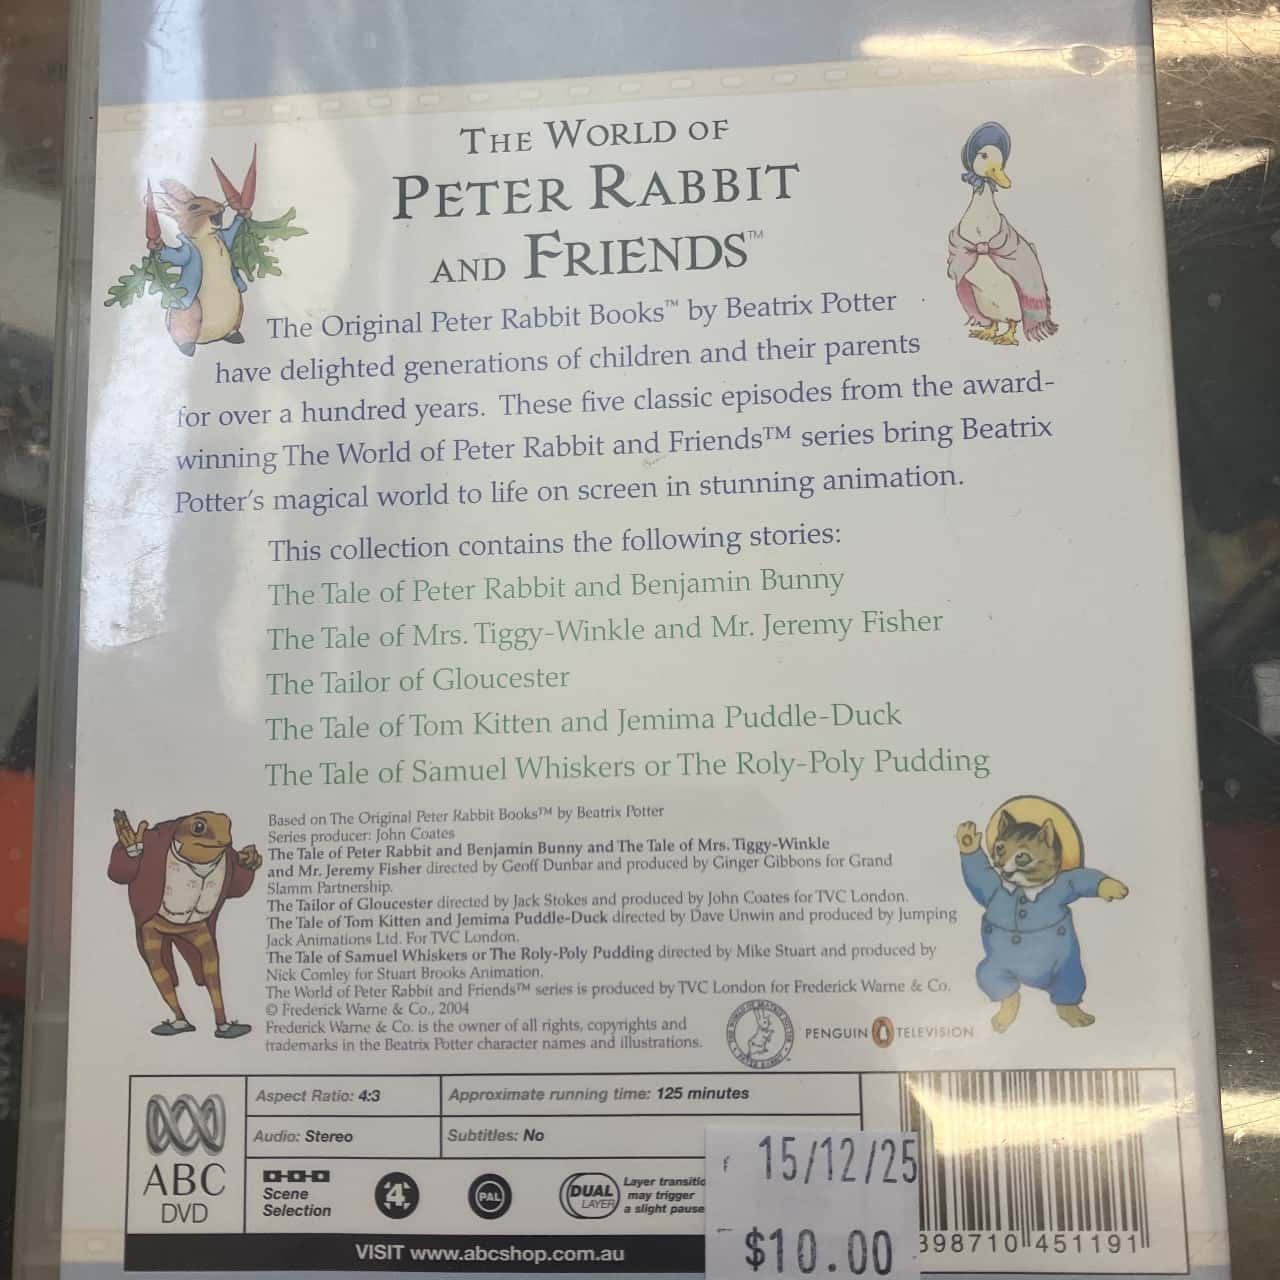 THE WORLD OF
PETER RABBIT
AND FRIENDS™
The Original Peter Rabbit Books™ by Beatrix Potter
have delighted generations of children and their parents
for over a hundred years. These five classic episodes from the award-
winning The World of Peter Rabbit and Friends™ series bring Beatrix
Potter's magical world to life on screen in stunning animation.
This collection contains the following stories:
The Tale of Peter Rabbit and Benjamin Bunny
The Tale of Mrs. Tiggy-Winkle and Mr. Jeremy Fisher
The Tailor of Gloucester
The Tale of Tom Kitten and Jemima Puddle-Duck
The Tale of Samuel Whiskers or The Roly-Poly Pudding
Based on The Original Peter Rabbit Books™ by Beatrix Potter
Series producer: John Coates
The Tale of Peter Rabbit and Benjamin Bunny and The Tale of Mrs. Tiggy-Winkle
and Mr. Jeremy Fisher directed by Geoff Dunbar and produced by Ginger Gibbons for Grand
Slamm Partnership.
The Tailor of Gloucester directed by Jack Stokes and produced by John Coates for TVC London.
The Tale of Tom Kitten and Jemima Puddle-Duck directed by Dave Unwin and produced by Jumping
Jack Animations Ltd. For TVC London.
The Tale of Samuel Whiskers or The Roly-Poly Pudding directed by Mike Stuart and produced by
Nick Comley for Stuart Brooks Animation.
The World of Peter Rabbit and Friends™ series is produced by TVC London for Frederick Warne & Co.
© Frederick Warne & Co., 2004
Frederick Warne & Co. is the owner of all rights, copyrights and
trademarks in the Beatrix Potter character names and illustrations.
PENGUIN TELEVISION
ABC
DVD
Aspect Ratio: 4:3
Approximate running time: 125 minutes
Audio: Stereo
Subtitles: No
Scene
Selection
4
PAL
DUAL
LAYER
Layer transitio
may trigger
a slight pause
VISIT www.abcshop.com.au
15/12/25
$10.00
398710 451191